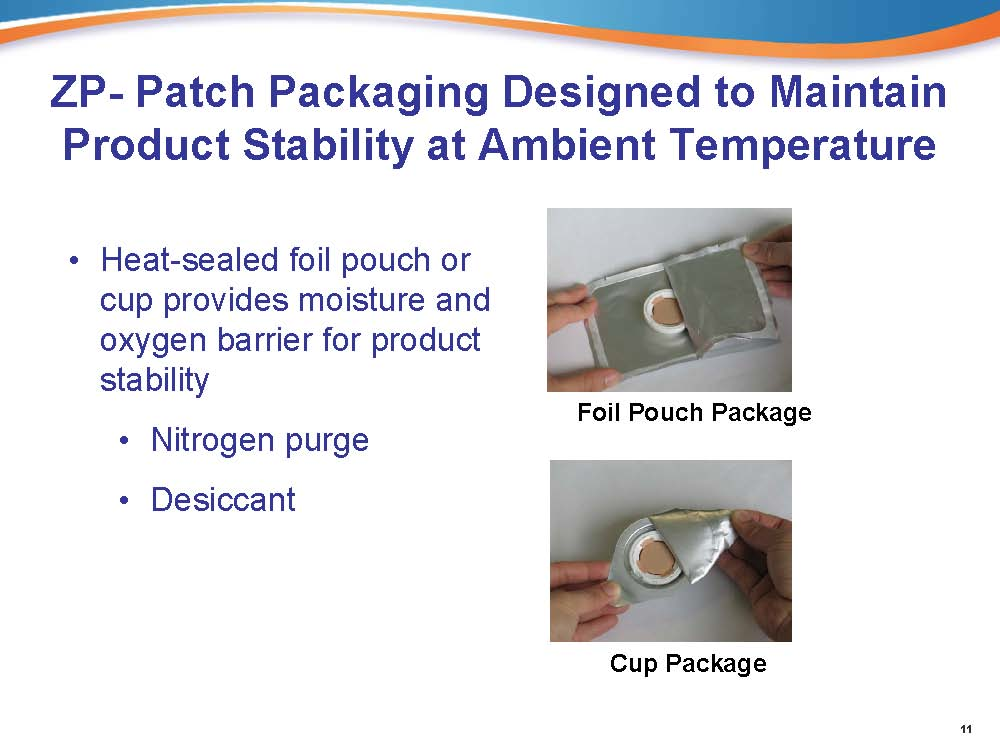 ZP- Patch Packaging Designed to Maintain
Product Stability at Ambient Temperature
• Heat-sealed foil pouch or
cup provides moisture and
oxygen barrier for product
stability
• Nitrogen purge
• Desiccant
Foil Pouch Package
Cup Package
11